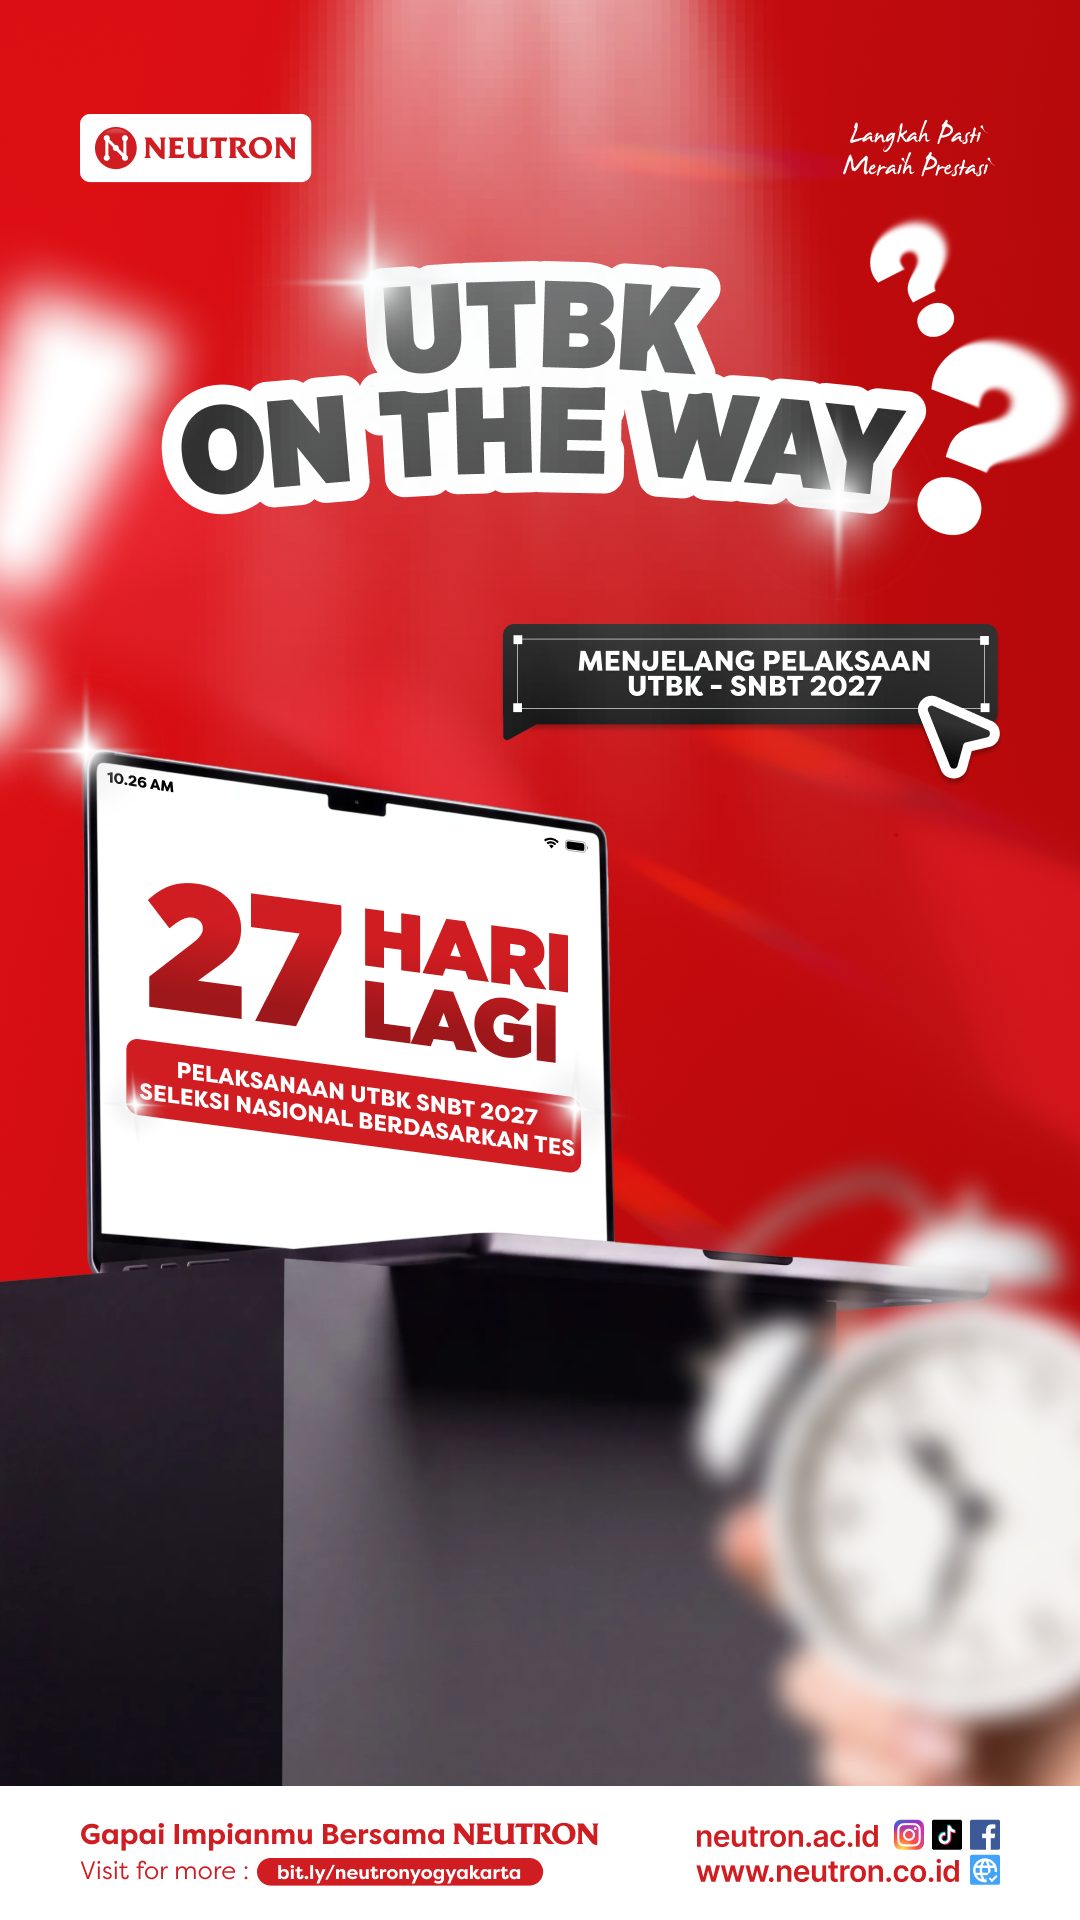 NEUTRON
Langkah Pasti
Meraih Prestasi
UTBK
ON THE WAY
MENJELANG PELAKSAAN
UTBK - SNBT 2027
10.26 AM
27 HARI
LAGI
PELAKSANAAN UTBK SNBT 2027
SELEKSI NASIONAL BERDASARKAN TES
Gapai Impianmu Bersama NEUTRON
Visit for more : bit.ly/neutronyogyakarta
neutron.ac.id
www.neutron.co.id